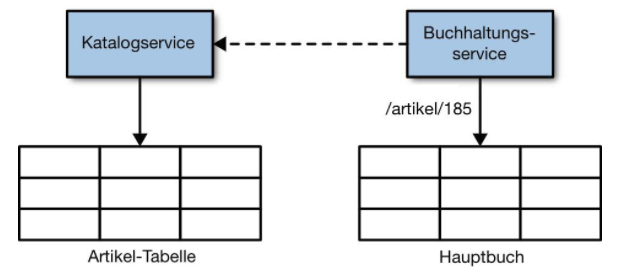 Katalogservice
Buchhaltungs-
service
/artikel/185
Artikel-Tabelle
Hauptbuch